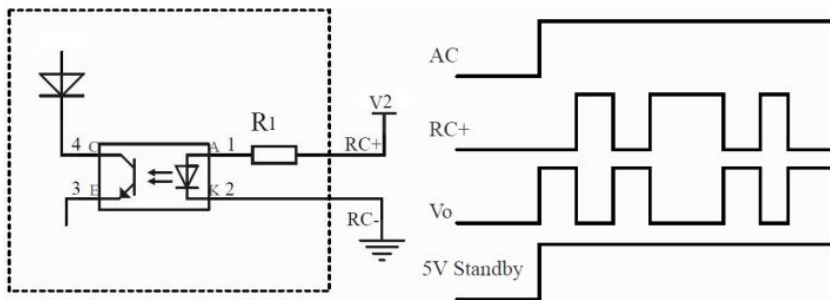 V2
R1
4 C
A 1
RC+
3 E
K 2
RC-
AC
RC+
Vo
5V Standby